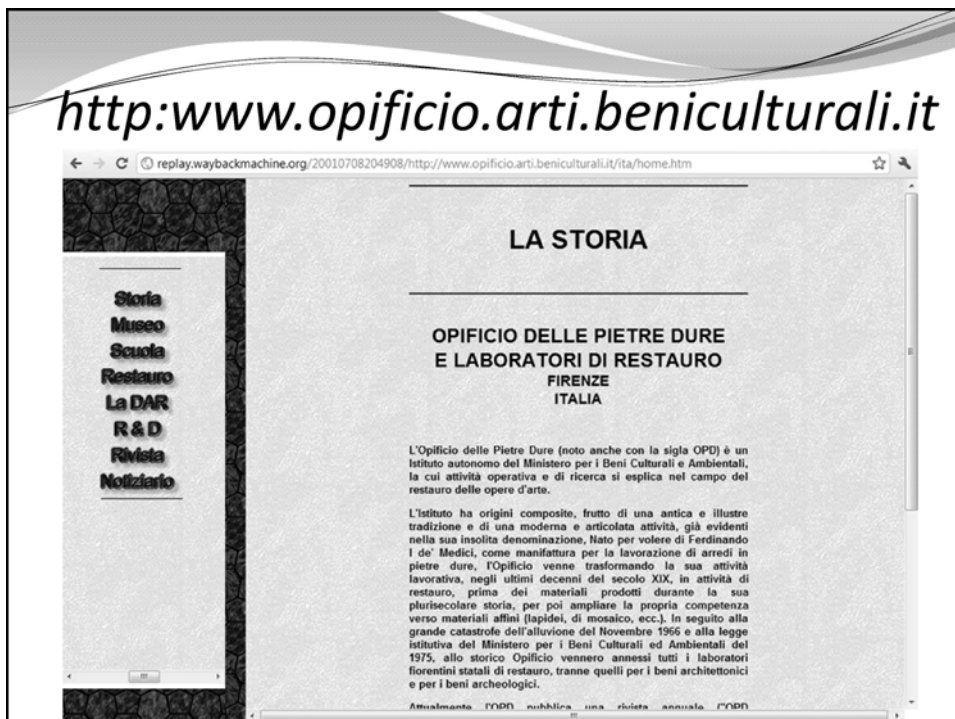 http:www.opificio.arti.beniculturali.it
replay.waybackmachine.org/20010708204908/http://www.opificio.arti.beniculturali.it/ita/home.htm
Storia
Museo
Scuola
Restauro
La DAR
R & D
Rivista
Notiziario
LA STORIA
OPIFICIO DELLE PIETRE DURE
E LABORATORI DI RESTAURO
FIRENZE
ITALIA
L'Opificio delle Pietre Dure (noto anche con la sigla OPD) è un
Istituto autonomo del Ministero per i Beni Culturali e Ambientali,
la cui attività operativa e di ricerca si esplica nel campo del
restauro delle opere d'arte.
L'Istituto ha origini composite, frutto di una antica e illustre
tradizione e di una moderna e articolata attività, già evidenti
nella sua insolita denominazione, Nato per volere di Ferdinando
I de' Medici, come manifattura per la lavorazione di arredi in
pietre dure, l'Opificio venne trasformando la sua attività
lavorativa, negli ultimi decenni del secolo XIX, in attività di
restauro, prima dei materiali prodotti durante la sua
plurisecolare storia, per poi ampliare la propria competenza
verso materiali affini (lapidei, di mosaico, ecc.). In seguito alla
grande catastrofe dell'alluvione del Novembre 1966 e alla legge
istitutiva del Ministero per i Beni Culturali ed Ambientali del
1975, allo storico Opificio vennero annessi tutti i laboratori
fiorentini statali di restauro, tranne quelli per i beni architettonici
e per i beni archeologici.
Attualmente l'OPD pubblica una rivista annuale ("OPD